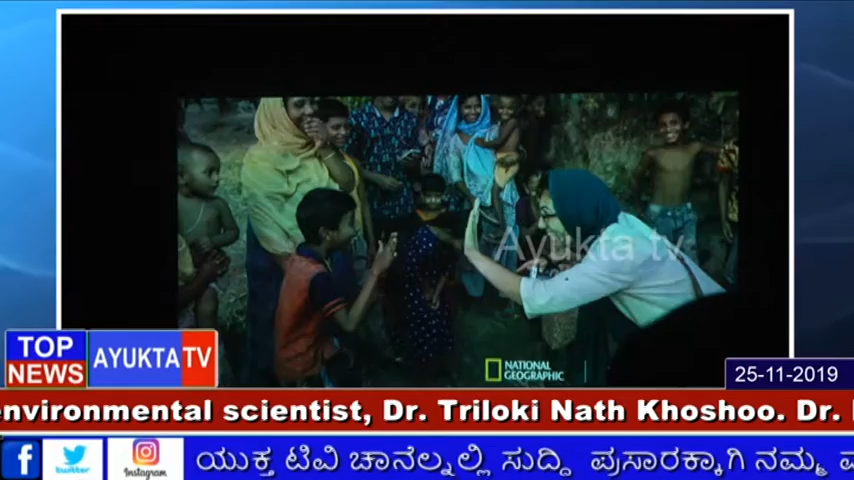 Ayukta tv
NATIONAL
GEOGRAPHIC
TOP
NEWS
AYUKTA TV
25-11-2019
environmental scientist, Dr. Triloki Nath Khoshoo. Dr.
f
twitter
Instagram
ಯುಕ್ತ ಟಿವಿ ಚಾನೆಲ್ನಲ್ಲಿ ಸುದ್ದಿ ಪ್ರಸಾರಕ್ಕಾಗಿ ನಮ್ಮ